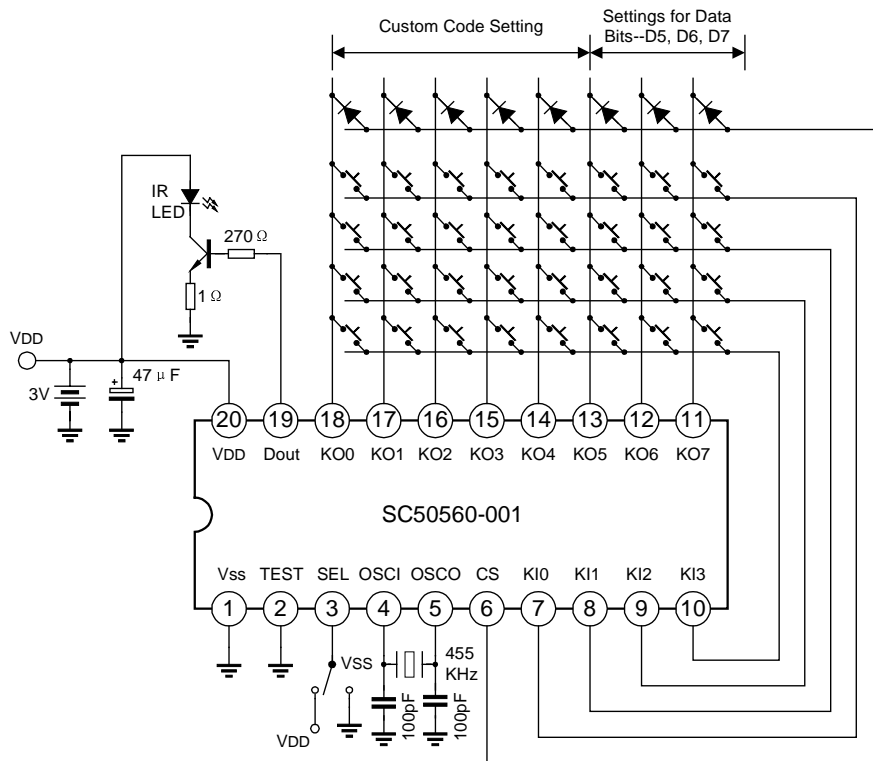 Custom Code Setting
Settings for Data
Bits--D5, D6, D7
IR
LED
270 Ω
1 Ω
VDD
3V
+
47 μ F
20 19 18 17 16 15 14 13 12 11
VDD Dout KO0 KO1 KO2 KO3 KO4 KO5 KO6 KO7
SC50560-001
Vss TEST SEL OSCI OSCO CS KI0 KI1 KI2 KI3
1 2 3 4 5 6 7 8 9 10
VSS
455
KHz
100pF
100pF
VDD